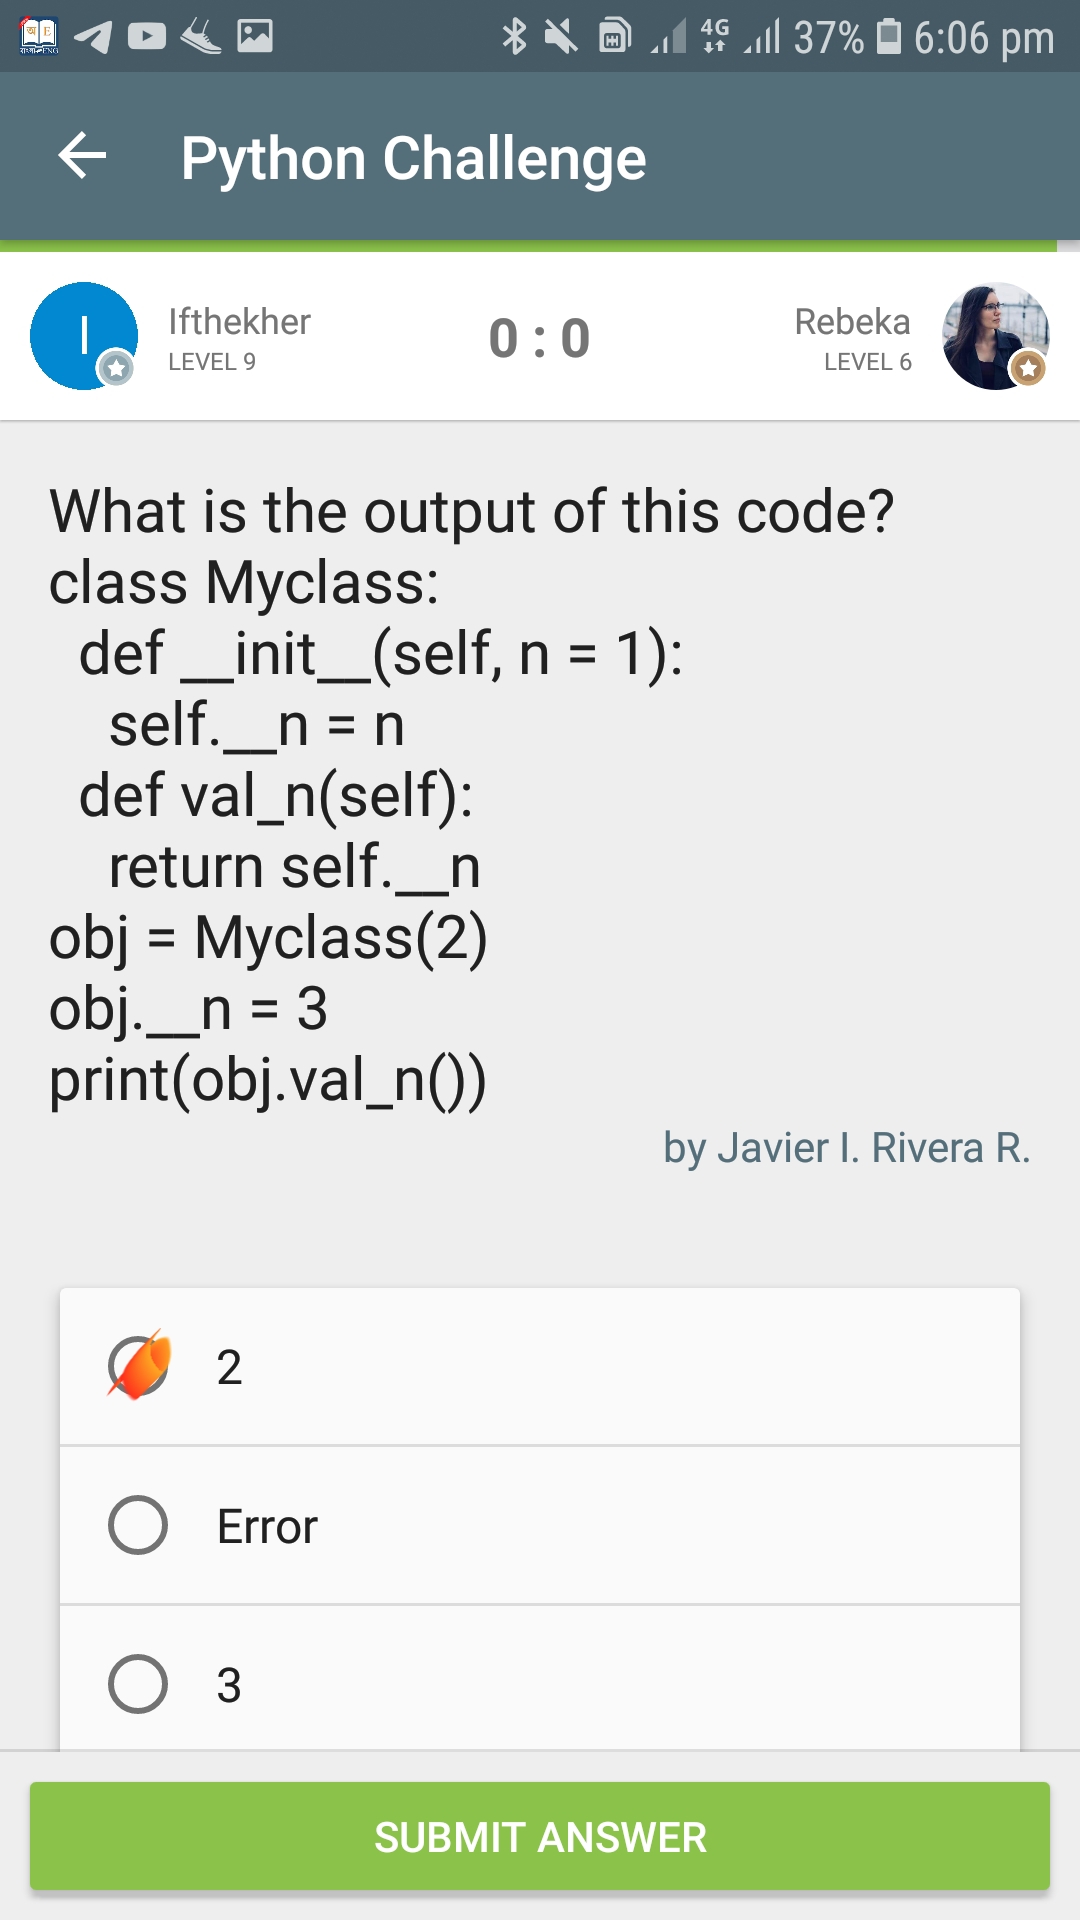 4G 37% 6:06 pm
Python Challenge
I Ifthekher 0 : 0 Rebeka
LEVEL 9 LEVEL 6
What is the output of this code?
class Myclass:
def __init__(self, n = 1):
self.__n = n
def val_n(self):
return self.__n
obj = Myclass(2)
obj.__n = 3
print(obj.val_n())
by Javier I. Rivera R.
2
Error
3
SUBMIT ANSWER